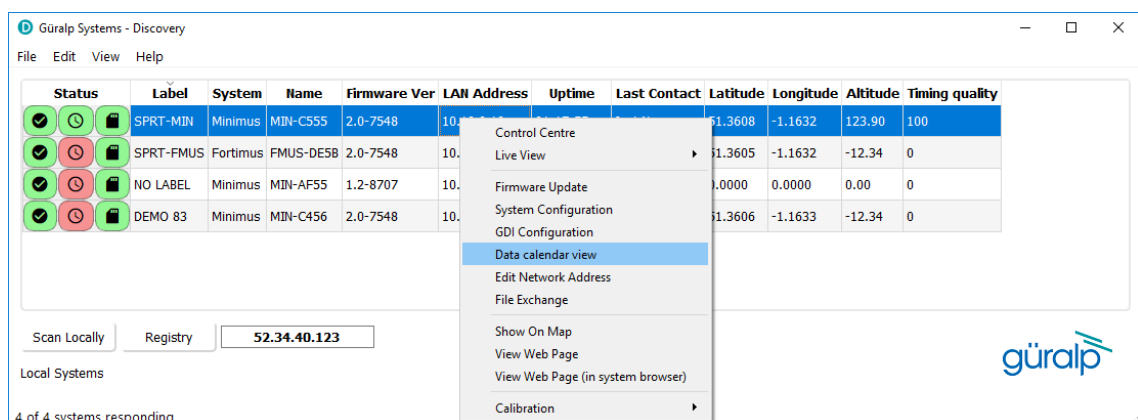 Güralp Systems - Discovery
File Edit View Help
Status Label System Name Firmware Ver LAN Address Uptime Last Contact Latitude Longitude Altitude Timing quality
SPRT-MIN Minimus MIN-C555 2.0-7548 51.3608 -1.1632 123.90 100
SPRT-FMUS Fortimus FMUS-DE5B 2.0-7548 10. 51.3605 -1.1632 -12.34 0
NO LABEL Minimus MIN-AF55 1.2-8707 10. 0.0000 0.0000 0.00 0
DEMO 83 Minimus MIN-C456 2.0-7548 10. 51.3606 -1.1633 -12.34 0
Control Centre
Live View
Firmware Update
System Configuration
GDI Configuration
Data calendar view
Edit Network Address
File Exchange
Show On Map
View Web Page
View Web Page (in system browser)
Calibration
Scan Locally Registry 52.34.40.123
güralp
Local Systems
4 of 4 systems responding